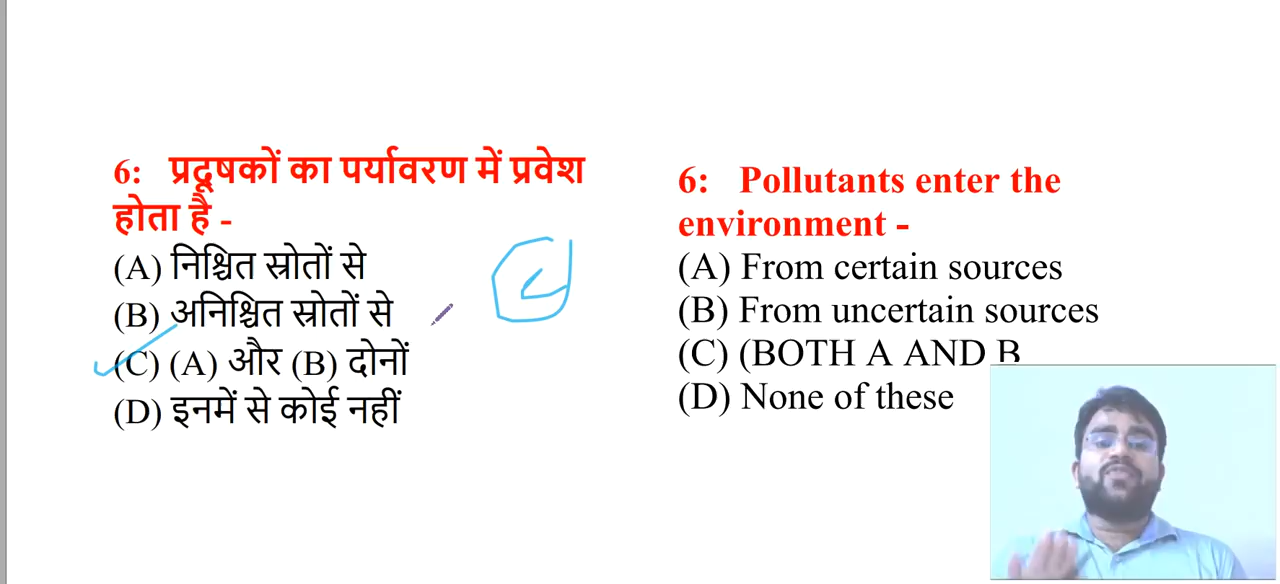 6: प्रदूषकों का पर्यावरण में प्रवेश
होता है -
(A) निश्चित स्रोतों से
(B) अनिश्चित स्रोतों से
(C) (A) और (B) दोनों
(D) इनमें से कोई नहीं
6: Pollutants enter the
environment -
(A) From certain sources
(B) From uncertain sources
(C) (BOTH A AND B
(D) None of these